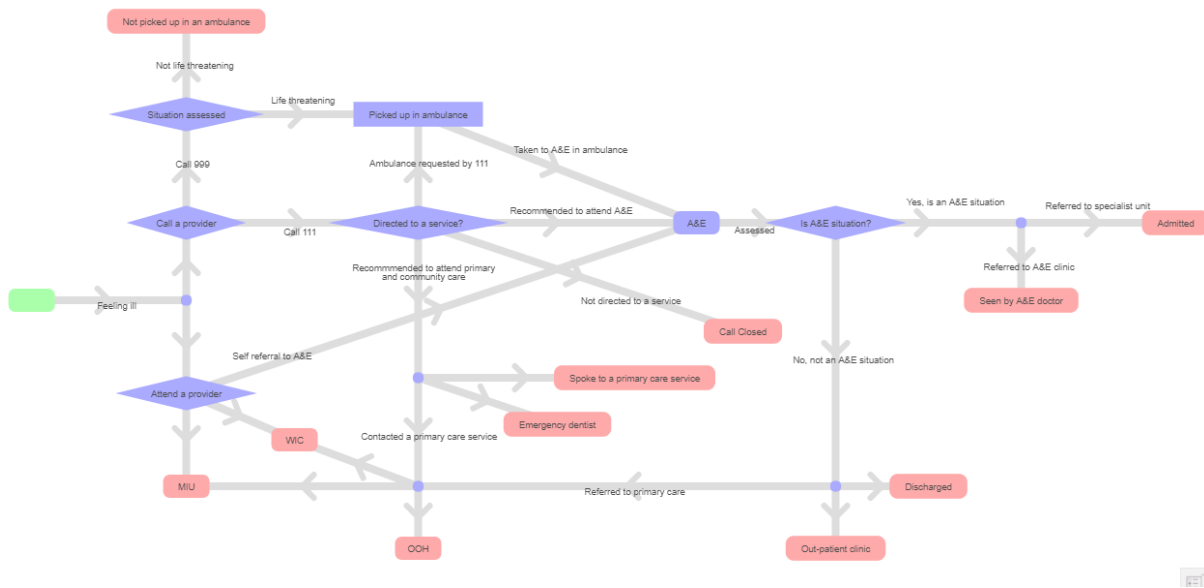 Not picked up in an ambulance
Not life threatening
Life threatening
Situation assessed
Picked up in ambulance
Taken to A&E in ambulance
Call 999
Ambulance requested by 111
Yes, is an A&E situation
Referred to specialist unit
Recommended to attend A&E
Call a provider
Directed to a service?
A&E
Is A&E situation?
Admitted
Call 111
Assessed
Recommmended to attend primary
and community care
Referred to A&E clinic
Not directed to a service
Seen by A&E doctor
Feeling ill
Call Closed
Self referral to A&E
No, not an A&E situation
Spoke to a primary care service
Attend a provider
Emergency dentist
WIC
Contacted a primary care service
MIU
Referred to primary care
Discharged
OOH
Out-patient clinic